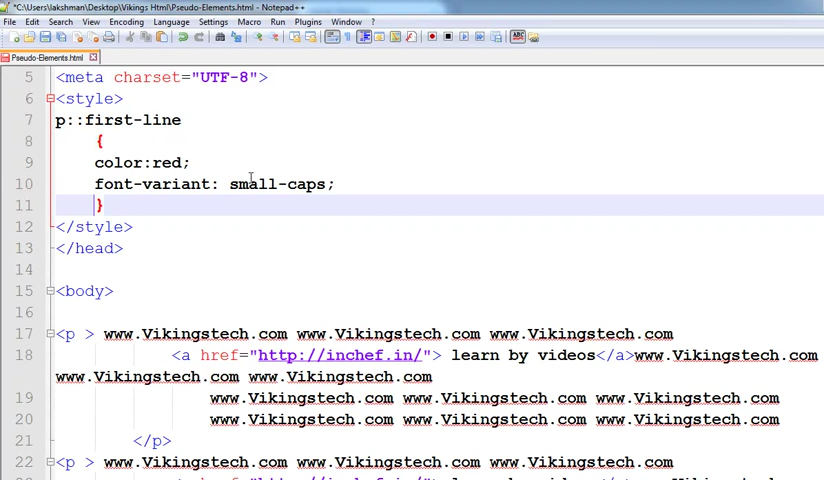 *C:\Users\lakshman\Desktop\Vikings Html\Pseudo-Elements.html - Notepad++
File Edit Search View Encoding Language Settings Macro Run Plugins Window ?
Pseudo-Elements.html
5 <meta charset="UTF-8">
6 <style>
7 p::first-line
8 {
9 color:red;
10 font-variant: small-caps;
11 }
12 </style>
13 </head>
14
15 <body>
16
17 <p > www.Vikingstech.com www.Vikingstech.com www.Vikingstech.com
18 <a href="http://inchef.in/"> learn by videos</a>www.Vikingstech.com
www.Vikingstech.com www.Vikingstech.com
19 www.Vikingstech.com www.Vikingstech.com www.Vikingstech.com
20 www.Vikingstech.com www.Vikingstech.com www.Vikingstech.com
21 </p>
22 <p > www.Vikingstech.com www.Vikingstech.com www.Vikingstech.com